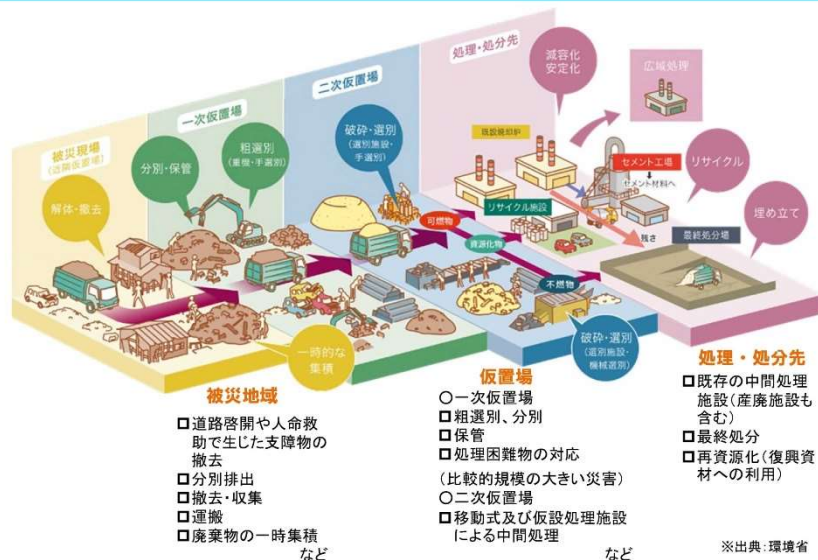 被災現場
(近隣仮置場)
解体・撤去
一時的な
集積
一次仮置場
分別・保管
粗選別
(重機・手選別)
二次仮置場
破砕・選別
(選別施設・
手選別)
可燃物
資源化物
不燃物
破砕・選別
(選別施設・
機械選別)
処理・処分先
減容化
安定化
広域処理
既設焼却炉
セメント工場
セメント材料へ
リサイクル
リサイクル施設
残さ
最終処分場
埋め立て
被災地域
□道路啓開や人命救
助で生じた支障物の
撤去
□分別排出
□撤去・収集
□運搬
□廃棄物の一時集積
など
仮置場
○一次仮置場
□粗選別、分別
□保管
□処理困難物の対応
(比較的規模の大きい災害)
○二次仮置場
□移動式及び仮設処理施設
による中間処理
など
処理・処分先
□既存の中間処理
施設(産廃施設も
含む)
□最終処分
□再資源化(復興資
材への利用)
※出典:環境省